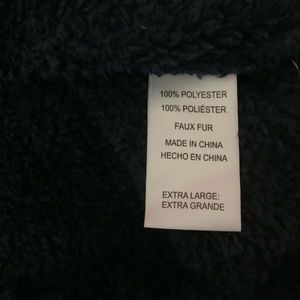 100% POLYESTER
100% POLIÉSTER
FAUX FUR
MADE IN CHINA
HECHO EN CHINA
EXTRA LARGE:
EXTRA GRANDE